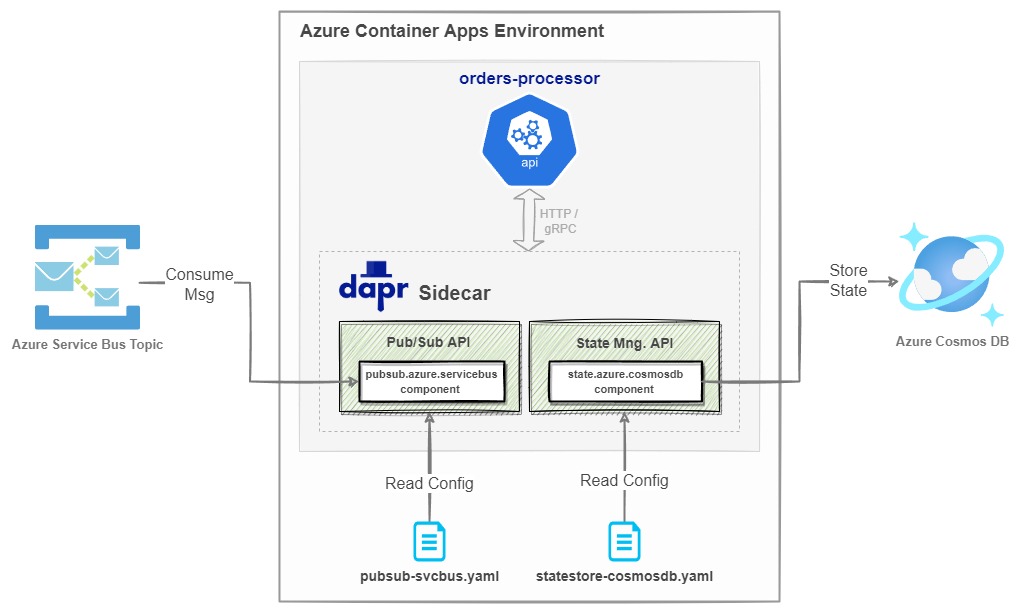 Azure Container Apps Environment
orders-processor
api
HTTP /
gRPC
dapr Sidecar
Consume
Msg
Store
State
Azure Service Bus Topic
Azure Cosmos DB
Pub/Sub API
pubsub.azure.servicebus
component
State Mng. API
state.azure.cosmosdb
component
Read Config
Read Config
pubsub-svcbus.yaml
statestore-cosmosdb.yaml